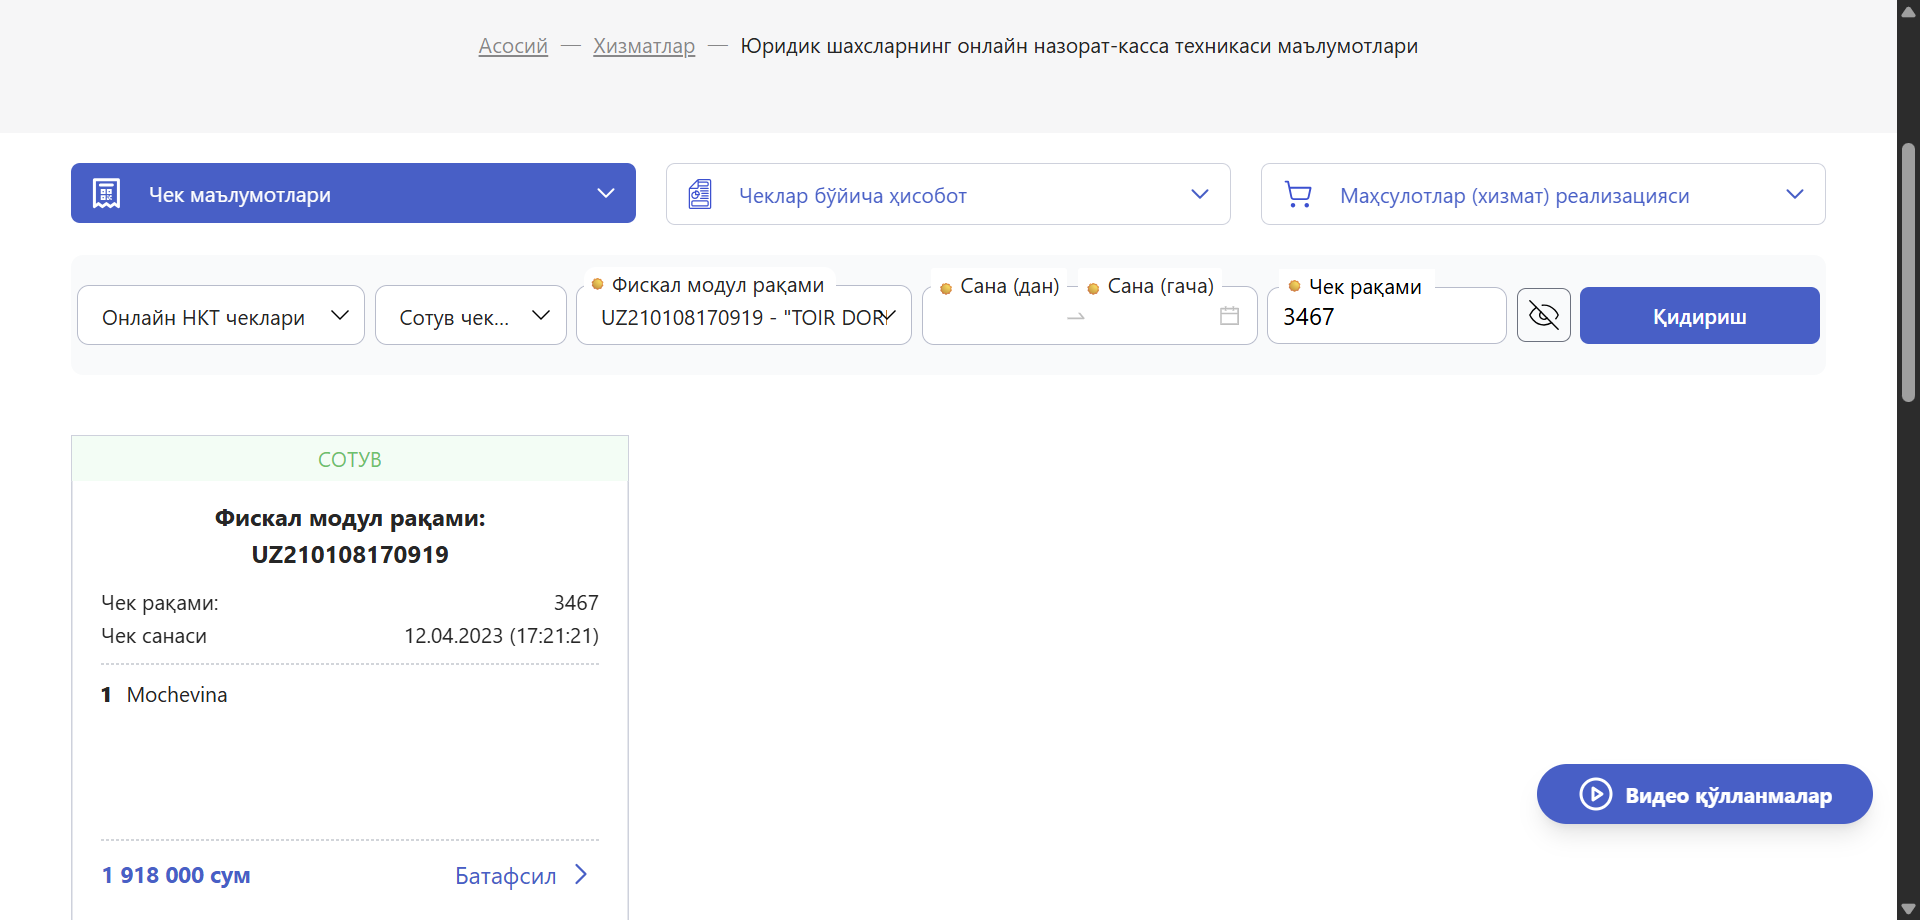 Асосий — Хизматлар — Юридик шахсларнинг онлайн назорат-касса техникаси маълумотлари
Чек маълумотлари
Чеклар бўйича ҳисобот
Маҳсулотлар (хизмат) реализацияси
Онлайн НКТ чеклари
Сотув чек...
Фискал модул рақами
UZ210108170919 - "TOIR DORI
Сана (дан)
Сана (гача)
Чек рақами
3467
Қидириш
СОТУВ
Фискал модул рақами:
UZ210108170919
Чек рақами: 3467
Чек санаси 12.04.2023 (17:21:21)
1 Mochevina
1 918 000 сум
Батафсил
Видео қўлланмалар